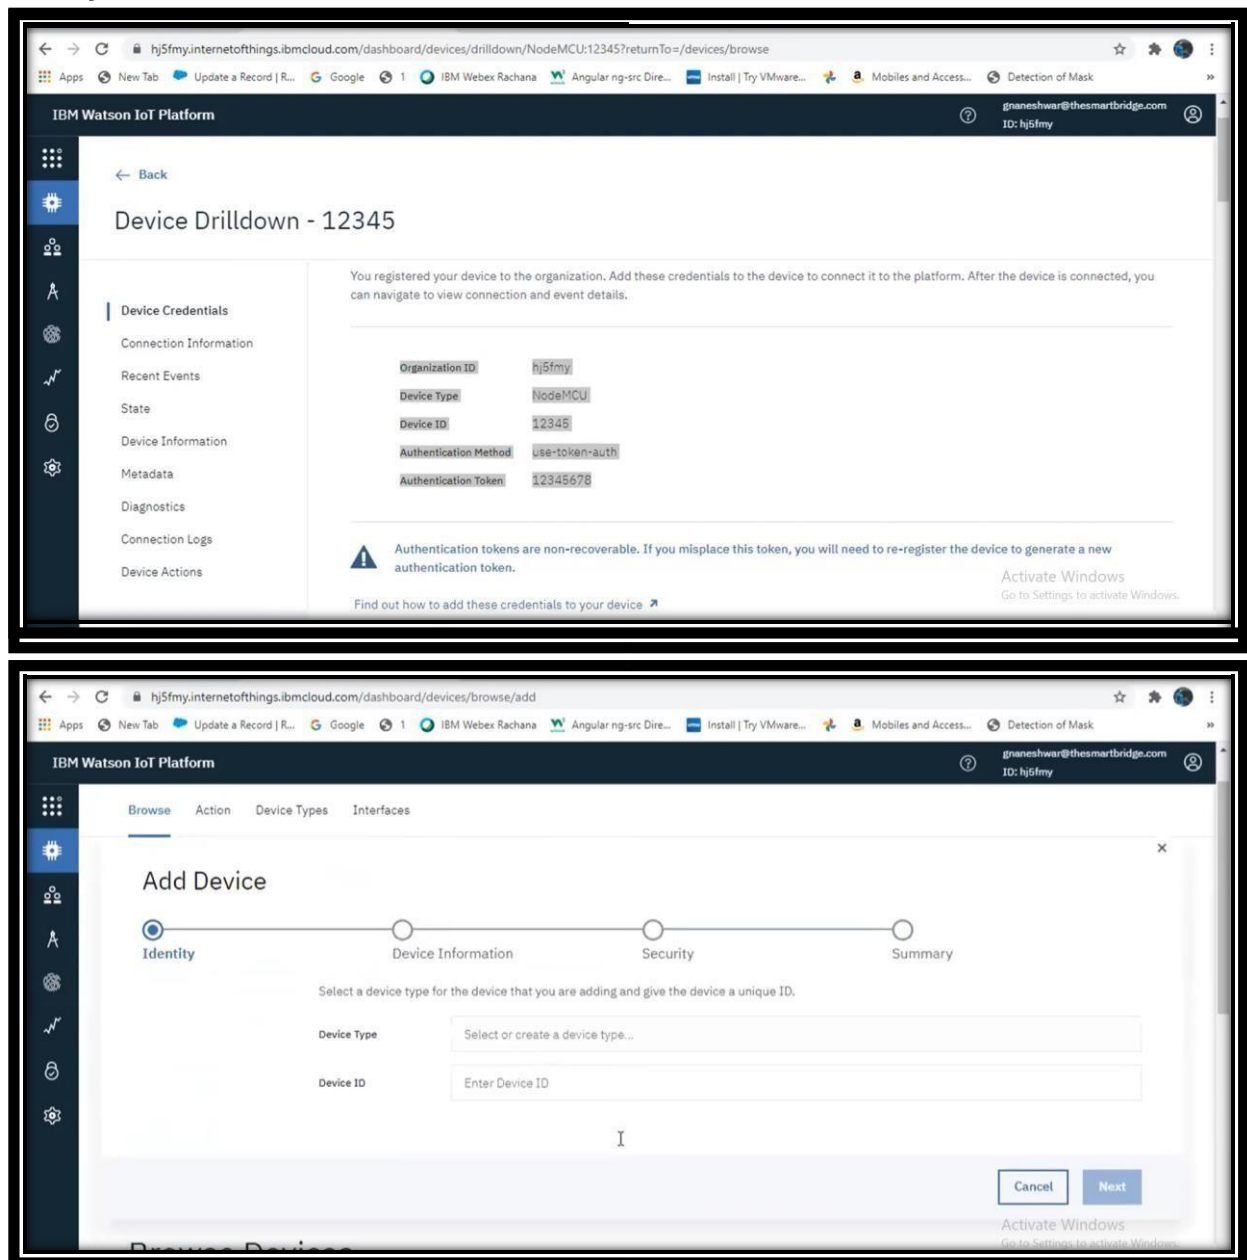 hj5fmy.internetofthings.ibmcloud.com/dashboard/devices/drilldown/NodeMCU:12345?returnTo=/devices/browse
Apps New Tab Update a Record | R... Google 1 IBM Webex Rachana Angular ng-src Dire... Install | Try VMware... Mobiles and Access... Detection of Mask »
IBM Watson IoT Platform
gnaneshwar@thesmartbridge.com
ID: hj5fmy
← Back
Device Drilldown - 12345
You registered your device to the organization. Add these credentials to the device to connect it to the platform. After the device is connected, you
can navigate to view connection and event details.
Device Credentials
Connection Information
Recent Events
State
Device Information
Metadata
Diagnostics
Connection Logs
Device Actions
Organization ID hj5fmy
Device Type NodeMCU
Device ID 12345
Authentication Method use-token-auth
Authentication Token 12345678
Authentication tokens are non-recoverable. If you misplace this token, you will need to re-register the device to generate a new
authentication token.
Find out how to add these credentials to your device
Activate Windows
Go to Settings to activate Windows.
hj5fmy.internetofthings.ibmcloud.com/dashboard/devices/browse/add
Apps New Tab Update a Record | R... Google 1 IBM Webex Rachana Angular ng-src Dire... Install | Try VMware... Mobiles and Access... Detection of Mask »
IBM Watson IoT Platform
gnaneshwar@thesmartbridge.com
ID: hj5fmy
Browse Action Device Types Interfaces
Add Device
Identity Device Information Security Summary
Select a device type for the device that you are adding and give the device a unique ID.
Device Type Select or create a device type...
Device ID Enter Device ID
Cancel Next
Activate Windows
Go to Settings to activate Windows.
Browse Devices